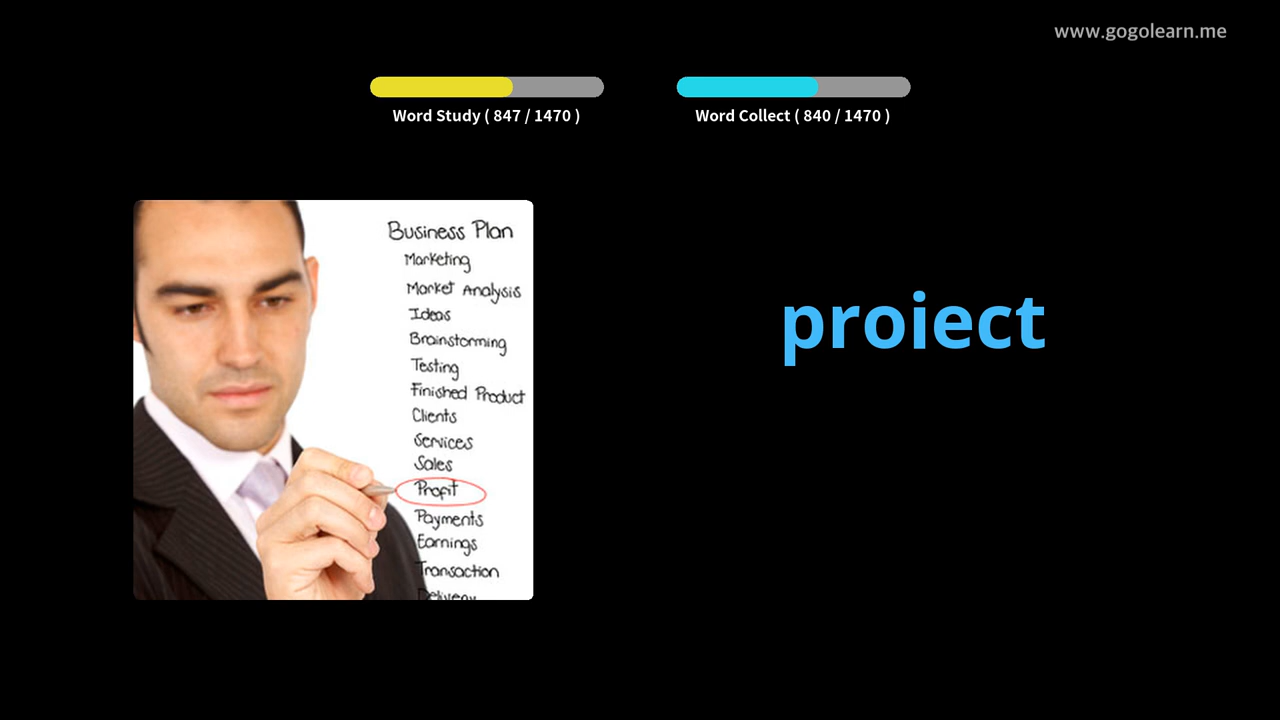 www.gogolearn.me
Word Study ( 847 / 1470 )
Word Collect ( 840 / 1470 )
Business Plan
Marketing
Market Analysis
Ideas
Brainstorming
Testing
Finished Product
Clients
Services
Sales
Profit
Payments
Earnings
Transaction
Delivery
proiect